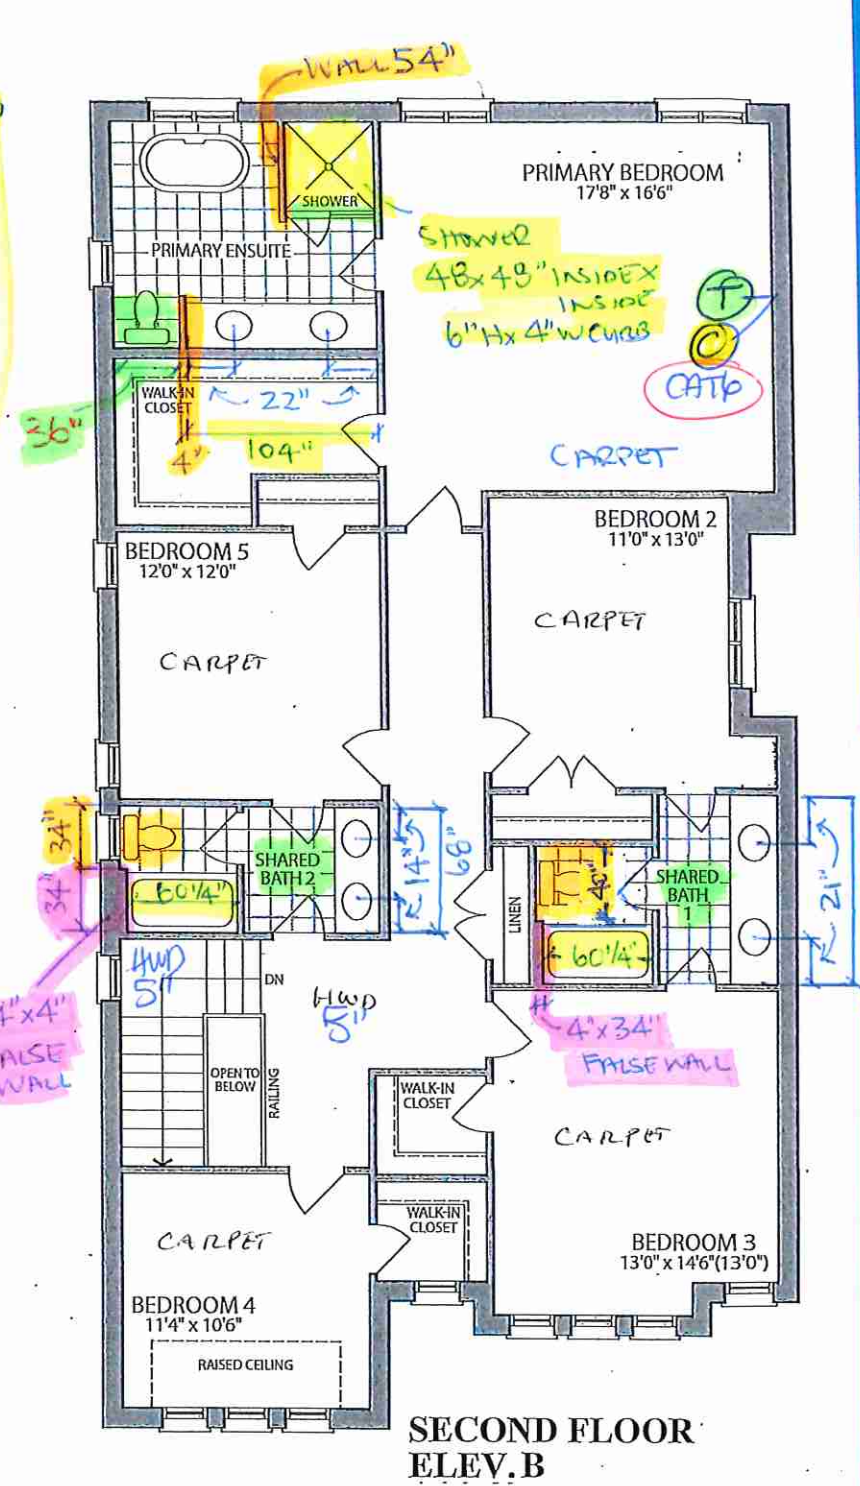 WALL 54"
PRIMARY BEDROOM
17'8" x 16'6"
SHOWER
PRIMARY ENSUITE
SHOWER
48x48" INSIDE X
INSIDE
6"H x 4"W CURB
T
C
CAT6
WALK-IN
CLOSET
22"
36"
4"
104"
CARPET
BEDROOM 2
11'0" x 13'0"
BEDROOM 5
12'0" x 12'0"
CARPET
CARPET
34"
34"
SHARED
BATH 2
60 1/4"
14"
68"
LINEN
SHARED
BATH
1
60 1/4"
21"
HWD
5"
DN
HWD
5"
4"x34"
FALSE WALL
"x4"
ALSE
WALL
OPEN TO
BELOW
RAILING
WALK-IN
CLOSET
CARPET
WALK-IN
CLOSET
CARPET
BEDROOM 3
13'0" x 14'6"(13'0")
BEDROOM 4
11'4" x 10'6"
RAISED CEILING
SECOND FLOOR
ELEV. B